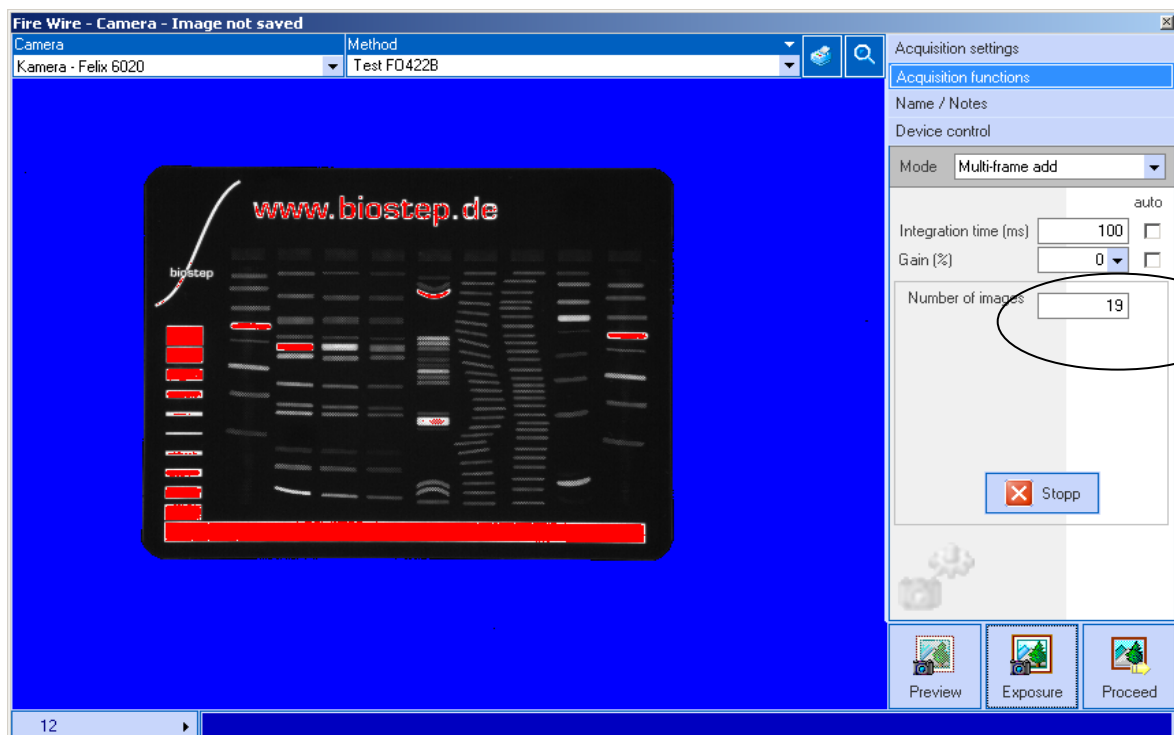 Fire Wire - Camera - Image not saved
Camera
Method
Kamera - Felix 6020
Test FO422B
www.biostep.de
biostep
Acquisition settings
Acquisition functions
Name / Notes
Device control
Mode Multi-frame add
auto
Integration time (ms) 100
Gain (%) 0
Number of images 19
Stopp
Preview Exposure Proceed
12